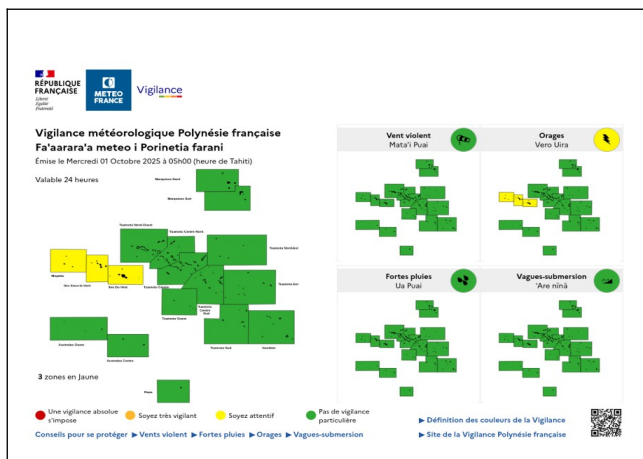 RÉPUBLIQUE
FRANÇAISE
Liberté
Égalité
Fraternité
METEO
FRANCE
Vigilance
Vigilance météorologique Polynésie française
Fa'aarara'a meteo i Porinetia farani
Émise le Mercredi 01 Octobre 2025 à 05h00 (heure de Tahiti)
Valable 24 heures
Marquises Nord
Marquises Sud
Tuamotu Nord-Ouest
Tuamotu Centre-Nord
Tuamotu Nord-Est
Mopelia
Iles Sous-le-Vent
Iles Du Vent
Tuamotu Centre
Tuamotu Est
Tuamotu Ouest
Tuamotu
Centre
Sud
Tuamotu Sud
Gambier
Australes Ouest
Australes Centre
Rapa
3 zones en Jaune
Vent violent
Mata'i Puai
Orages
Vero Uira
Fortes pluies
Ua Puai
Vagues-submersion
'Are nīnā
Une vigilance absolue
s'impose
Soyez très vigilant
Soyez attentif
Pas de vigilance
particulière
Conseils pour se protéger ▶ Vents violent ▶ Fortes pluies ▶ Orages ▶ Vagues-submersion
▶ Définition des couleurs de la Vigilance
▶ Site de la Vigilance Polynésie française